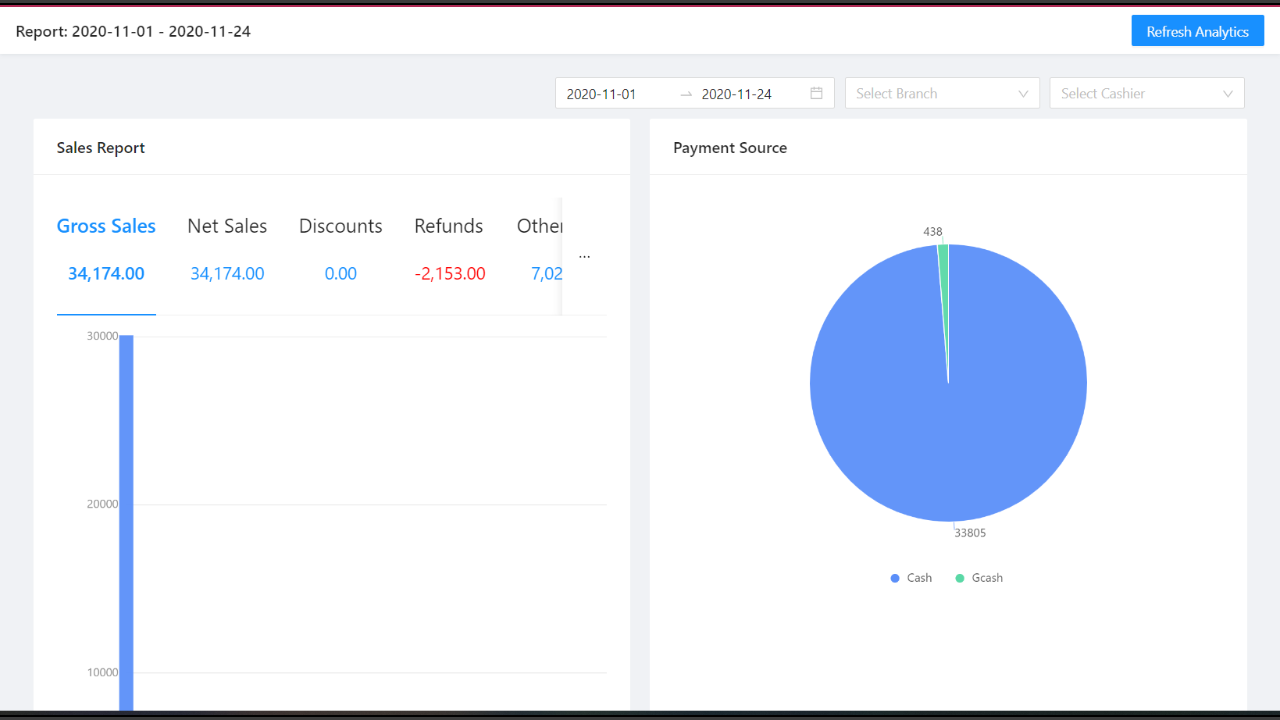 Report: 2020-11-01 - 2020-11-24
Refresh Analytics
2020-11-01 → 2020-11-24
Select Branch
Select Cashier
Sales Report
Gross Sales Net Sales Discounts Refunds Other
34,174.00 34,174.00 0.00 -2,153.00 7,02
...
30000
20000
10000
Payment Source
438
33805
Cash Gcash